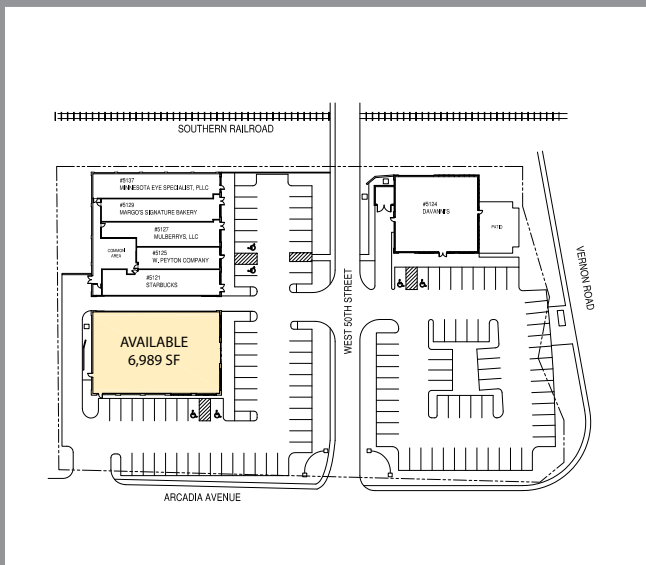 SOUTHERN RAILROAD
#5137
MINNESOTA EYE SPECIALIST, PLLC
#5129
MARGO'S SIGNATURE BAKERY
#5127
MULBERRYS, LLC
COMMON
AREA
#5125
W. PEYTON COMPANY
#5121
STARBUCKS
AVAILABLE
6,989 SF
WEST 50TH STREET
#5124
DAVANNI'S
PATIO
VERNON ROAD
ARCADIA AVENUE